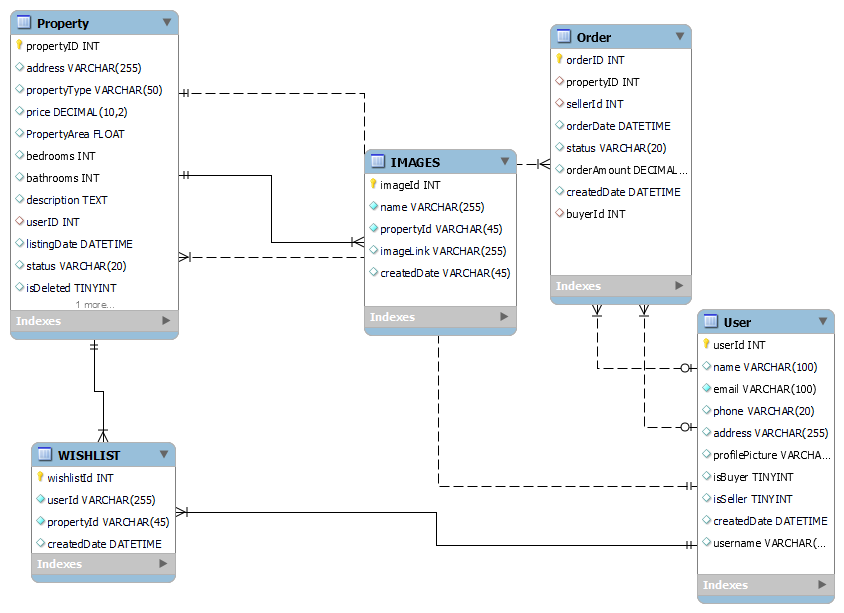 Property
propertyID INT
address VARCHAR(255)
propertyType VARCHAR(50)
price DECIMAL(10,2)
PropertyArea FLOAT
bedrooms INT
bathrooms INT
description TEXT
userID INT
listingDate DATETIME
status VARCHAR(20)
isDeleted TINYINT
1 more...
Indexes
IMAGES
imageId INT
name VARCHAR(255)
propertyId VARCHAR(45)
imageLink VARCHAR(255)
createdDate VARCHAR(45)
Indexes
Order
orderID INT
propertyID INT
sellerId INT
orderDate DATETIME
status VARCHAR(20)
orderAmount DECIMAL...
createdDate DATETIME
buyerId INT
Indexes
User
userId INT
name VARCHAR(100)
email VARCHAR(100)
phone VARCHAR(20)
address VARCHAR(255)
profilePicture VARCHA...
isBuyer TINYINT
isSeller TINYINT
createdDate DATETIME
username VARCHAR(...
Indexes
WISHLIST
wishlistId INT
userId VARCHAR(255)
propertyId VARCHAR(45)
createdDate DATETIME
Indexes